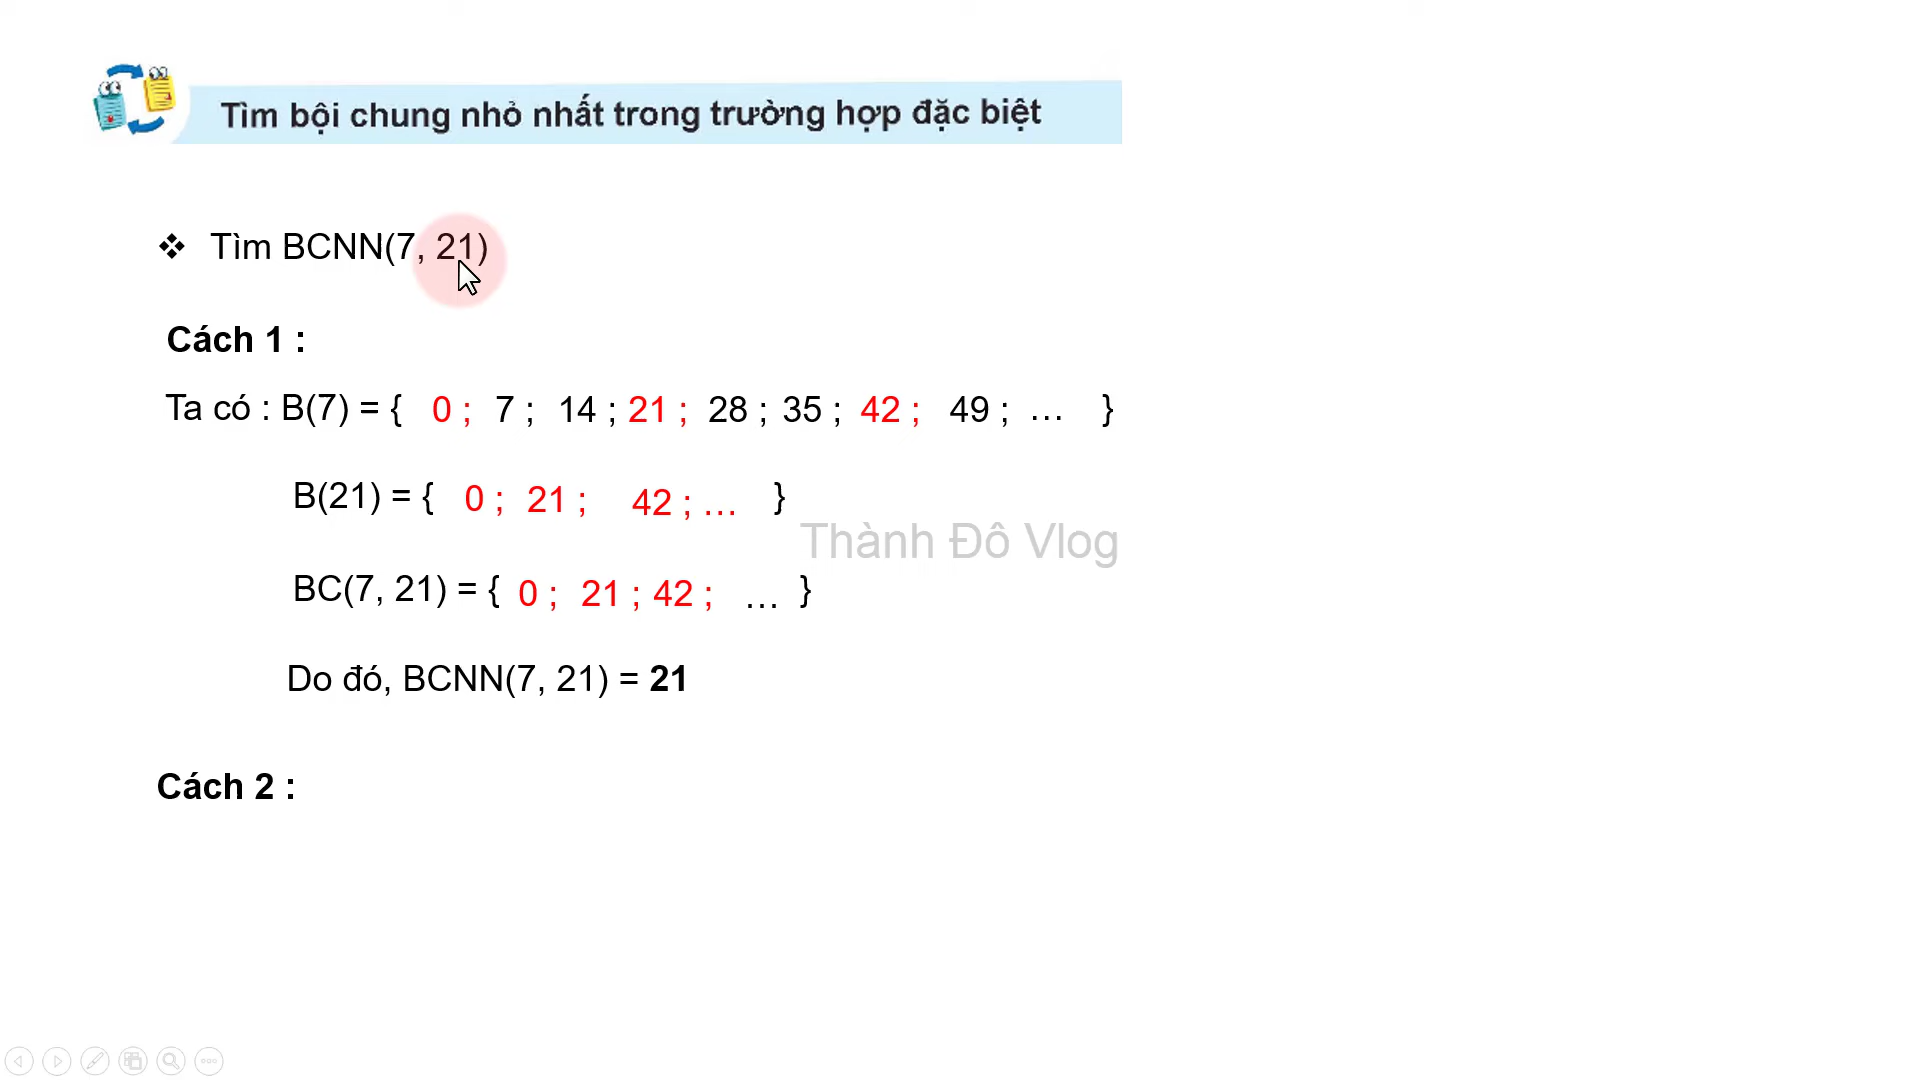 Tìm bội chung nhỏ nhất trong trường hợp đặc biệt
❖ Tìm BCNN(7, 21)
Cách 1 :
Ta có : B(7) = { 0 ; 7 ; 14 ; 21 ; 28 ; 35 ; 42 ; 49 ; … }
B(21) = { 0 ; 21 ; 42 ; … }
Thành Đô Vlog
BC(7, 21) = { 0 ; 21 ; 42 ; … }
Do đó, BCNN(7, 21) = 21
Cách 2 :